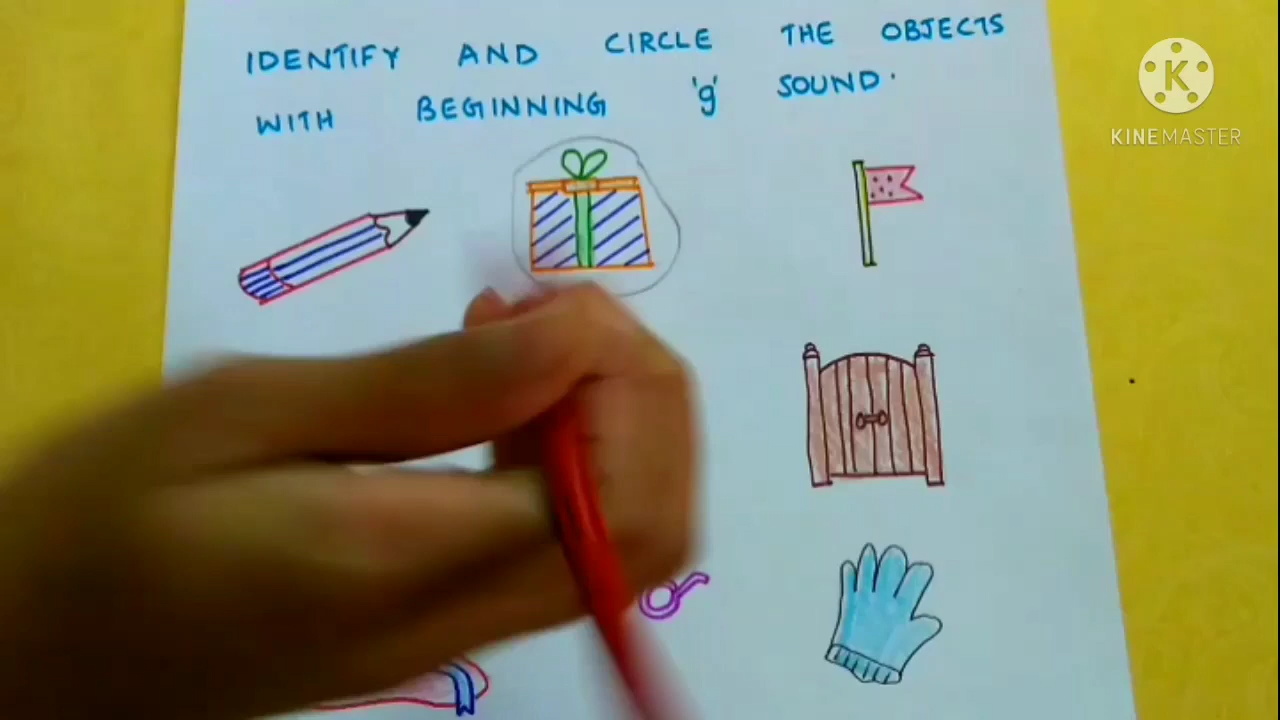 IDENTIFY AND CIRCLE THE OBJECTS
WITH BEGINNING 'g' SOUND.
K
KINEMASTER